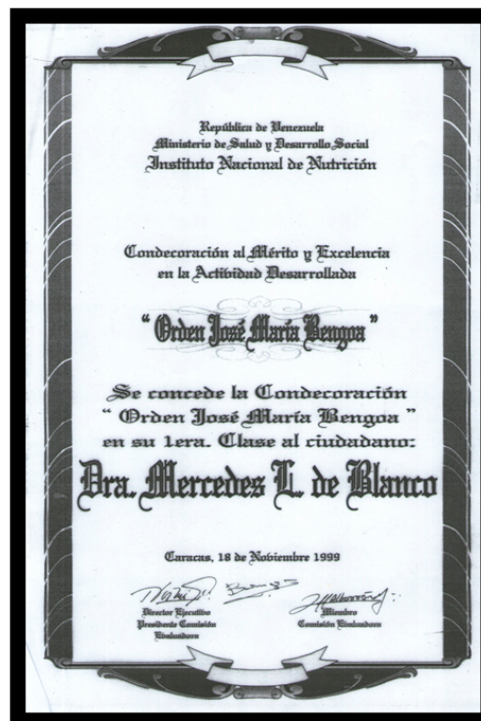 República de Venezuela
Ministerio de Salud y Desarrollo Social
Instituto Nacional de Nutrición
Condecoración al Mérito y Excelencia
en la Actividad Desarrollada
“ Orden José María Bengoa ”
Se concede la Condecoración
“ Orden José María Bengoa ”
en su 1era. Clase al ciudadano:
Dra. Mercedes L. de Blanco
Caracas, 18 de Noviembre 1999
Director Ejecutivo
Presidente Comisión
Evaluadora
Miembro
Comisión Evaluadora